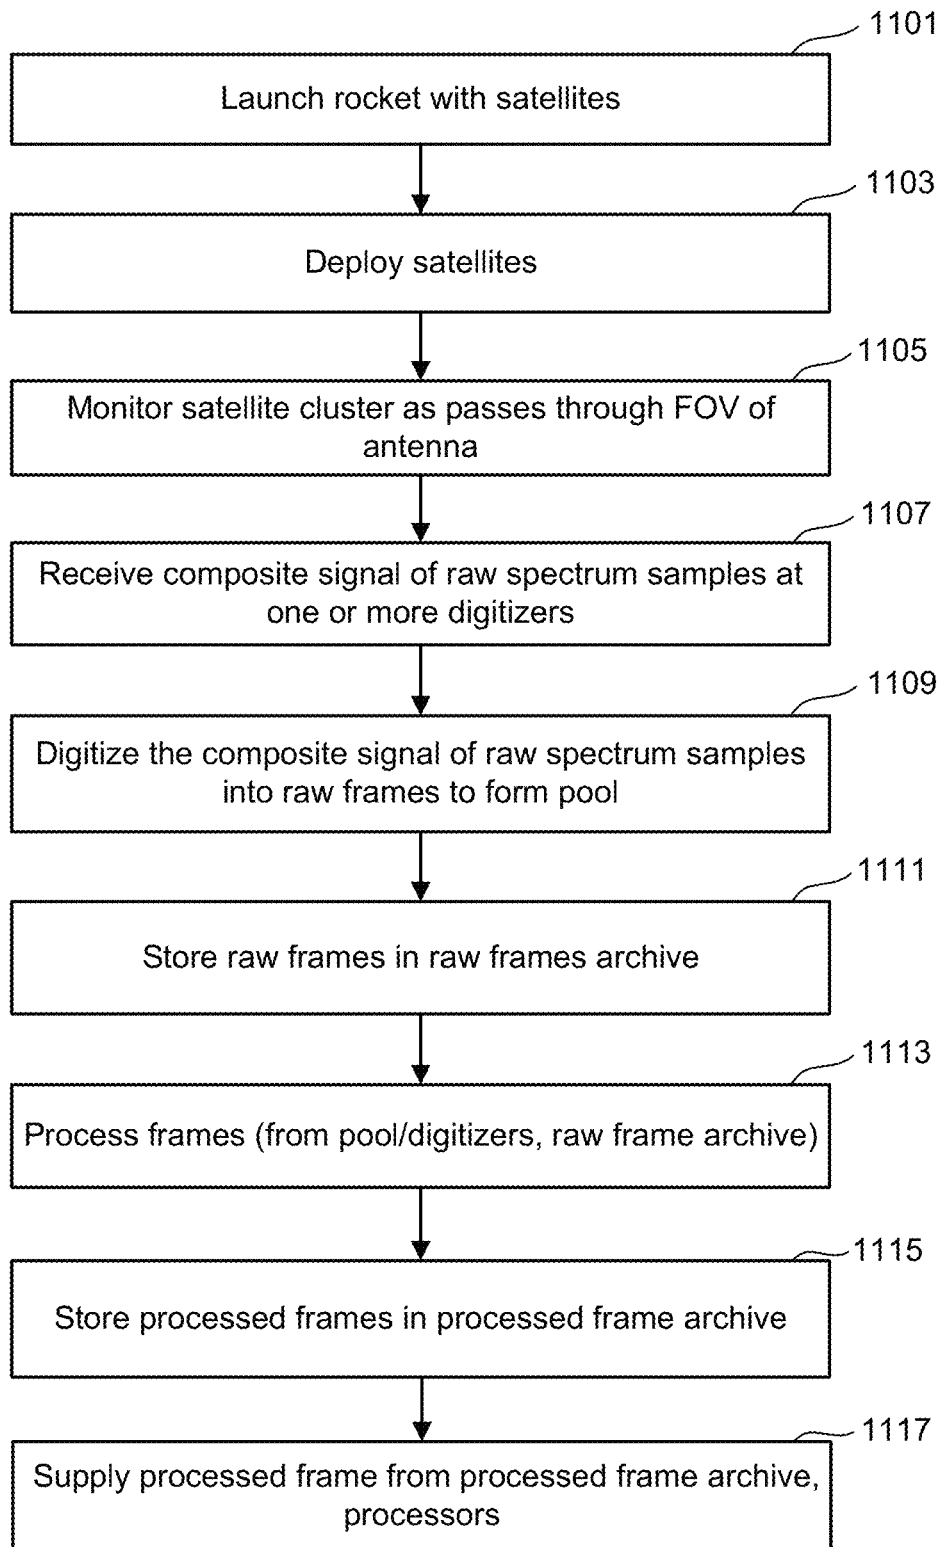 1101
Launch rocket with satellites
1103
Deploy satellites
1105
Monitor satellite cluster as passes through FOV of
antenna
1107
Receive composite signal of raw spectrum samples at
one or more digitizers
1109
Digitize the composite signal of raw spectrum samples
into raw frames to form pool
1111
Store raw frames in raw frames archive
1113
Process frames (from pool/digitizers, raw frame archive)
1115
Store processed frames in processed frame archive
1117
Supply processed frame from processed frame archive,
processors